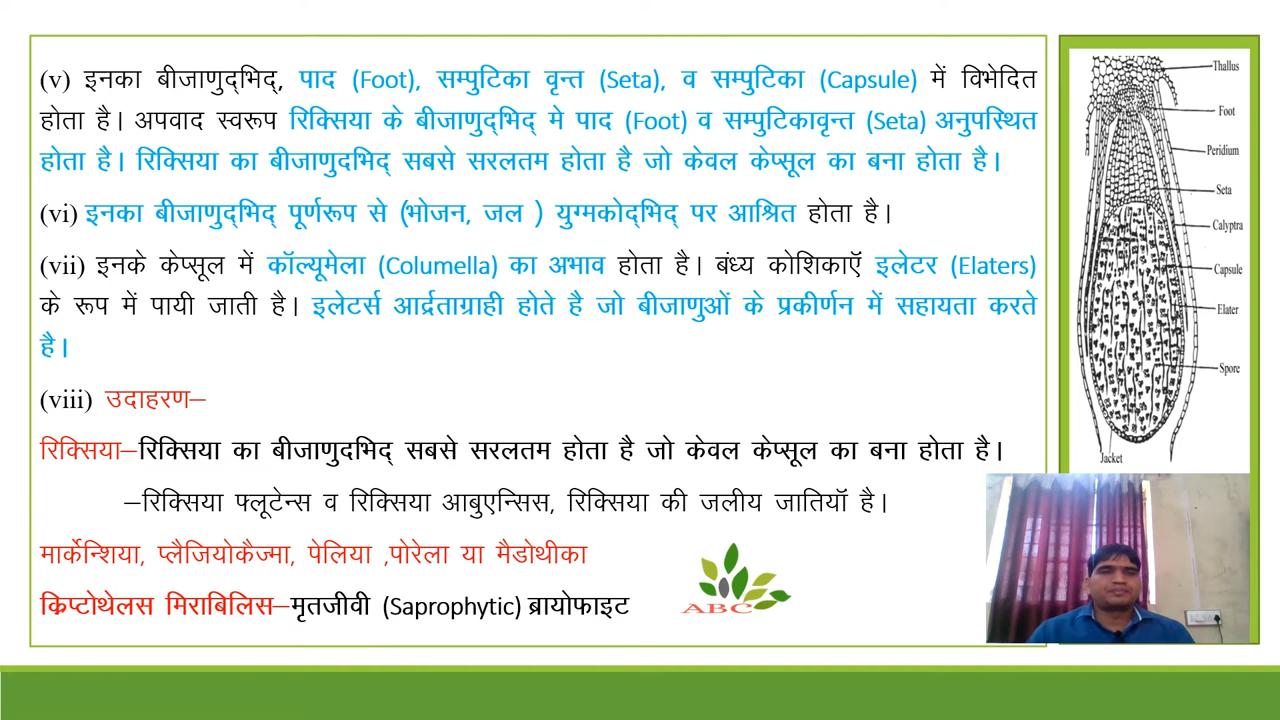 (v) इनका बीजाणुद्‌भिद्, पाद (Foot), सम्पुटिका वृन्त (Seta), व सम्पुटिका (Capsule) में विभेदित
होता है। अपवाद स्वरूप रिक्सिया के बीजाणुद्‌भिद् मे पाद (Foot) व सम्पुटिकावृन्त (Seta) अनुपस्थित
होता है। रिक्सिया का बीजाणुदभिद् सबसे सरलतम होता है जो केवल केप्सूल का बना होता है।
(vi) इनका बीजाणुद्‌भिद् पूर्णरूप से (भोजन, जल ) युग्मकोद्‌भिद् पर आश्रित होता है।
(vii) इनके केप्सूल में कॉल्यूमेला (Columella) का अभाव होता है। बंध्य कोशिकाऍ इलेटर (Elaters)
के रूप में पायी जाती है। इलेटर्स आर्द्रताग्राही होते है जो बीजाणुओं के प्रकीर्णन में सहायता करते
है।
(viii) उदाहरण–
रिक्सिया–रिक्सिया का बीजाणुदभिद् सबसे सरलतम होता है जो केवल केप्सूल का बना होता है।
–रिक्सिया फ्लूटेन्स व रिक्सिया आबुएन्सिस, रिक्सिया की जलीय जातियॉ है।
मार्केन्शिया, प्लैजियोकैज्मा, पेलिया ,पोरेला या मैडोथीका
क्रिप्टोथेलस मिराबिलिस–मृतजीवी (Saprophytic) ब्रायोफाइट
ABC
Thallus
Foot
Peridium
Seta
Calyptra
Capsule
Elater
Spore
Jacket